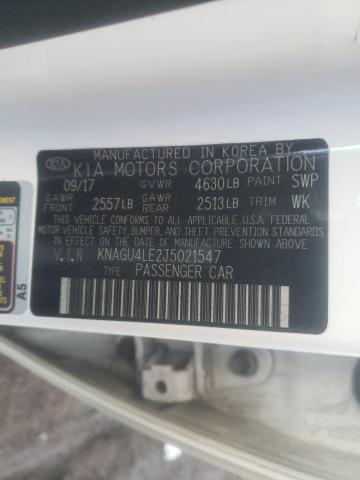 MANUFACTURED IN KOREA BY
KIA KIA MOTORS CORPORATION
09/17 GVWR 4630LB PAINT SWP
GAWR FRONT 2557LB GAWR REAR 2513LB TRIM WK
THIS VEHICLE CONFORMS TO ALL APPLICABLE U.S.A. FEDERAL
MOTOR VEHICLE SAFETY, BUMPER, AND THEFT PREVENTION STANDARDS
IN EFFECT ON THE DATE OF MANUFACTURE SHOWN ABOVE.
V.I.N KNAGU4LE2J5021547
PASSENGER CAR
A5